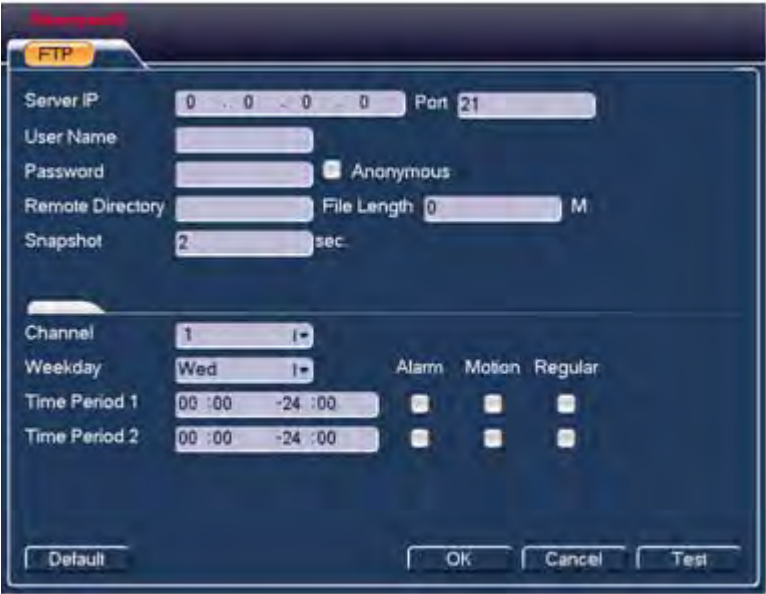 FTP
Server IP 0 . 0 . 0 . 0 Port 21
User Name
Password Anonymous
Remote Directory File Length 0 M
Snapshot 2 sec.
Channel 1
Weekday Wed Alarm Motion Regular
Time Period 1 00 :00 -24 :00
Time Period 2 00 :00 -24 :00
Default OK Cancel Test